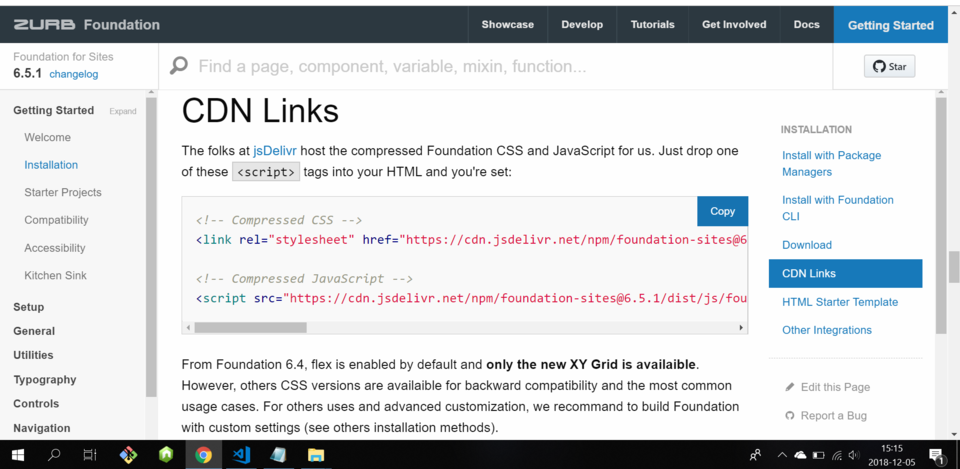 ZURB Foundation
Showcase
Develop
Tutorials
Get Involved
Docs
Getting Started
Foundation for Sites
6.5.1 changelog
Find a page, component, variable, mixin, function...
Star
Getting Started Expand
Welcome
Installation
Starter Projects
Compatibility
Accessibility
Kitchen Sink
Setup
General
Utilities
Typography
Controls
Navigation
CDN Links
The folks at jsDelivr host the compressed Foundation CSS and JavaScript for us. Just drop one
of these <script> tags into your HTML and you're set:
Copy
<!-- Compressed CSS -->
<link rel="stylesheet" href="https://cdn.jsdelivr.net/npm/foundation-sites@6
<!-- Compressed JavaScript -->
<script src="https://cdn.jsdelivr.net/npm/foundation-sites@6.5.1/dist/js/fou
From Foundation 6.4, flex is enabled by default and only the new XY Grid is availaible.
However, others CSS versions are availaible for backward compatibility and the most common
usage cases. For others uses and advanced customization, we recommand to build Foundation
with custom settings (see others installation methods).
INSTALLATION
Install with Package
Managers
Install with Foundation
CLI
Download
CDN Links
HTML Starter Template
Other Integrations
Edit this Page
Report a Bug
15:15
2018-12-05
1